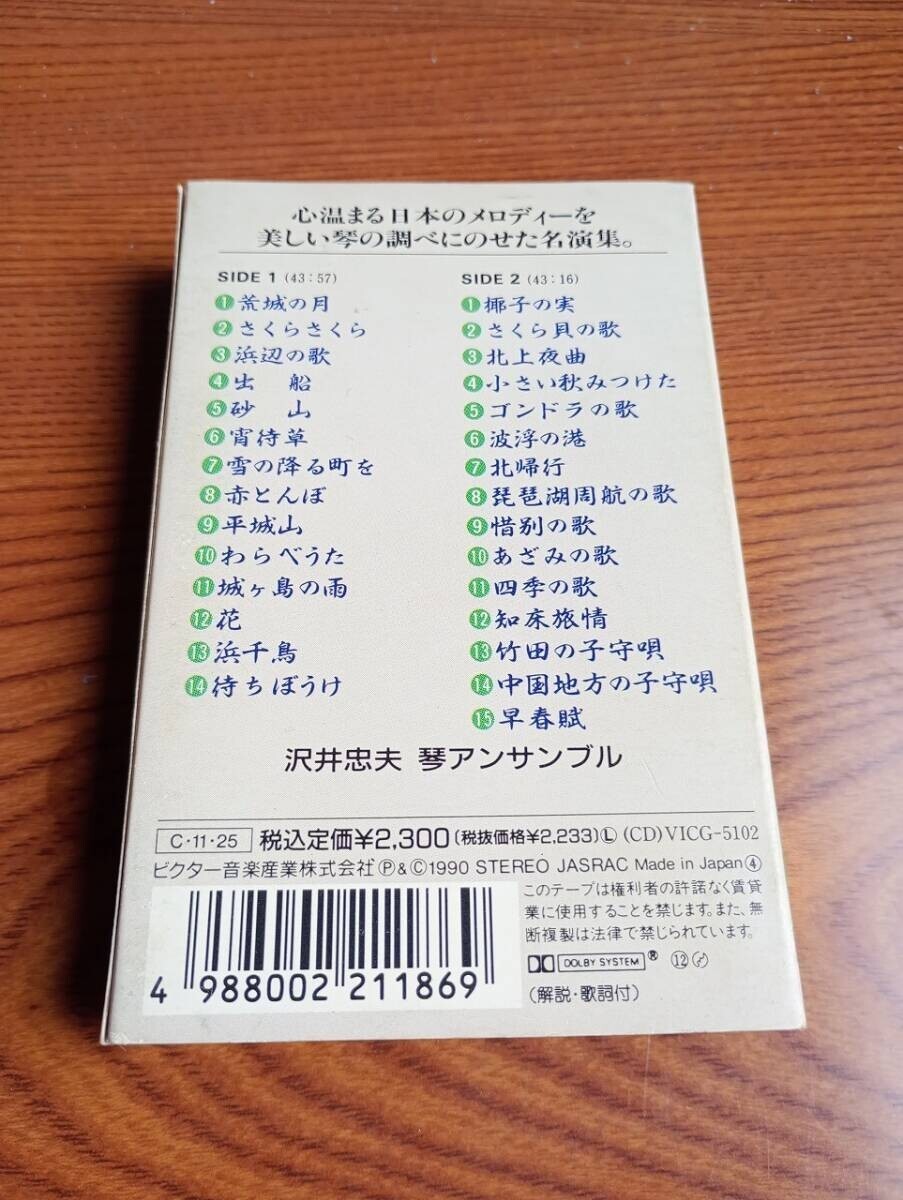 心温まる日本のメロディーを
美しい琴の調べにのせた名演集。
SIDE 1 (43:57)
1 荒城の月
2 さくらさくら
3 浜辺の歌
4 出 船
5 砂 山
6 宵待草
7 雪の降る町を
8 赤とんぼ
9 平城山
10 わらべうた
11 城ヶ島の雨
12 花
13 浜千鳥
14 待ちぼうけ
SIDE 2 (43:16)
1 椰子の実
2 さくら貝の歌
3 北上夜曲
4 小さい秋みつけた
5 ゴンドラの歌
6 波浮の港
7 北帰行
8 琵琶湖周航の歌
9 惜別の歌
10 あざみの歌
11 四季の歌
12 知床旅情
13 竹田の子守唄
14 中国地方の子守唄
15 早春賦
沢井忠夫 琴アンサンブル
C・11・25 税込定価¥2,300(税抜価格¥2,233)Ⓛ (CD)VICG-5102
ビクター音楽産業株式会社Ⓟ&Ⓒ1990 STEREO JASRAC Made in Japan④
このテープは権利者の許諾なく賃貸
業に使用することを禁じます。また、無
断複製は法律で禁じられています。
DOLBY SYSTEM ® ⑫
(解説・歌詞付)
4 988002 211869